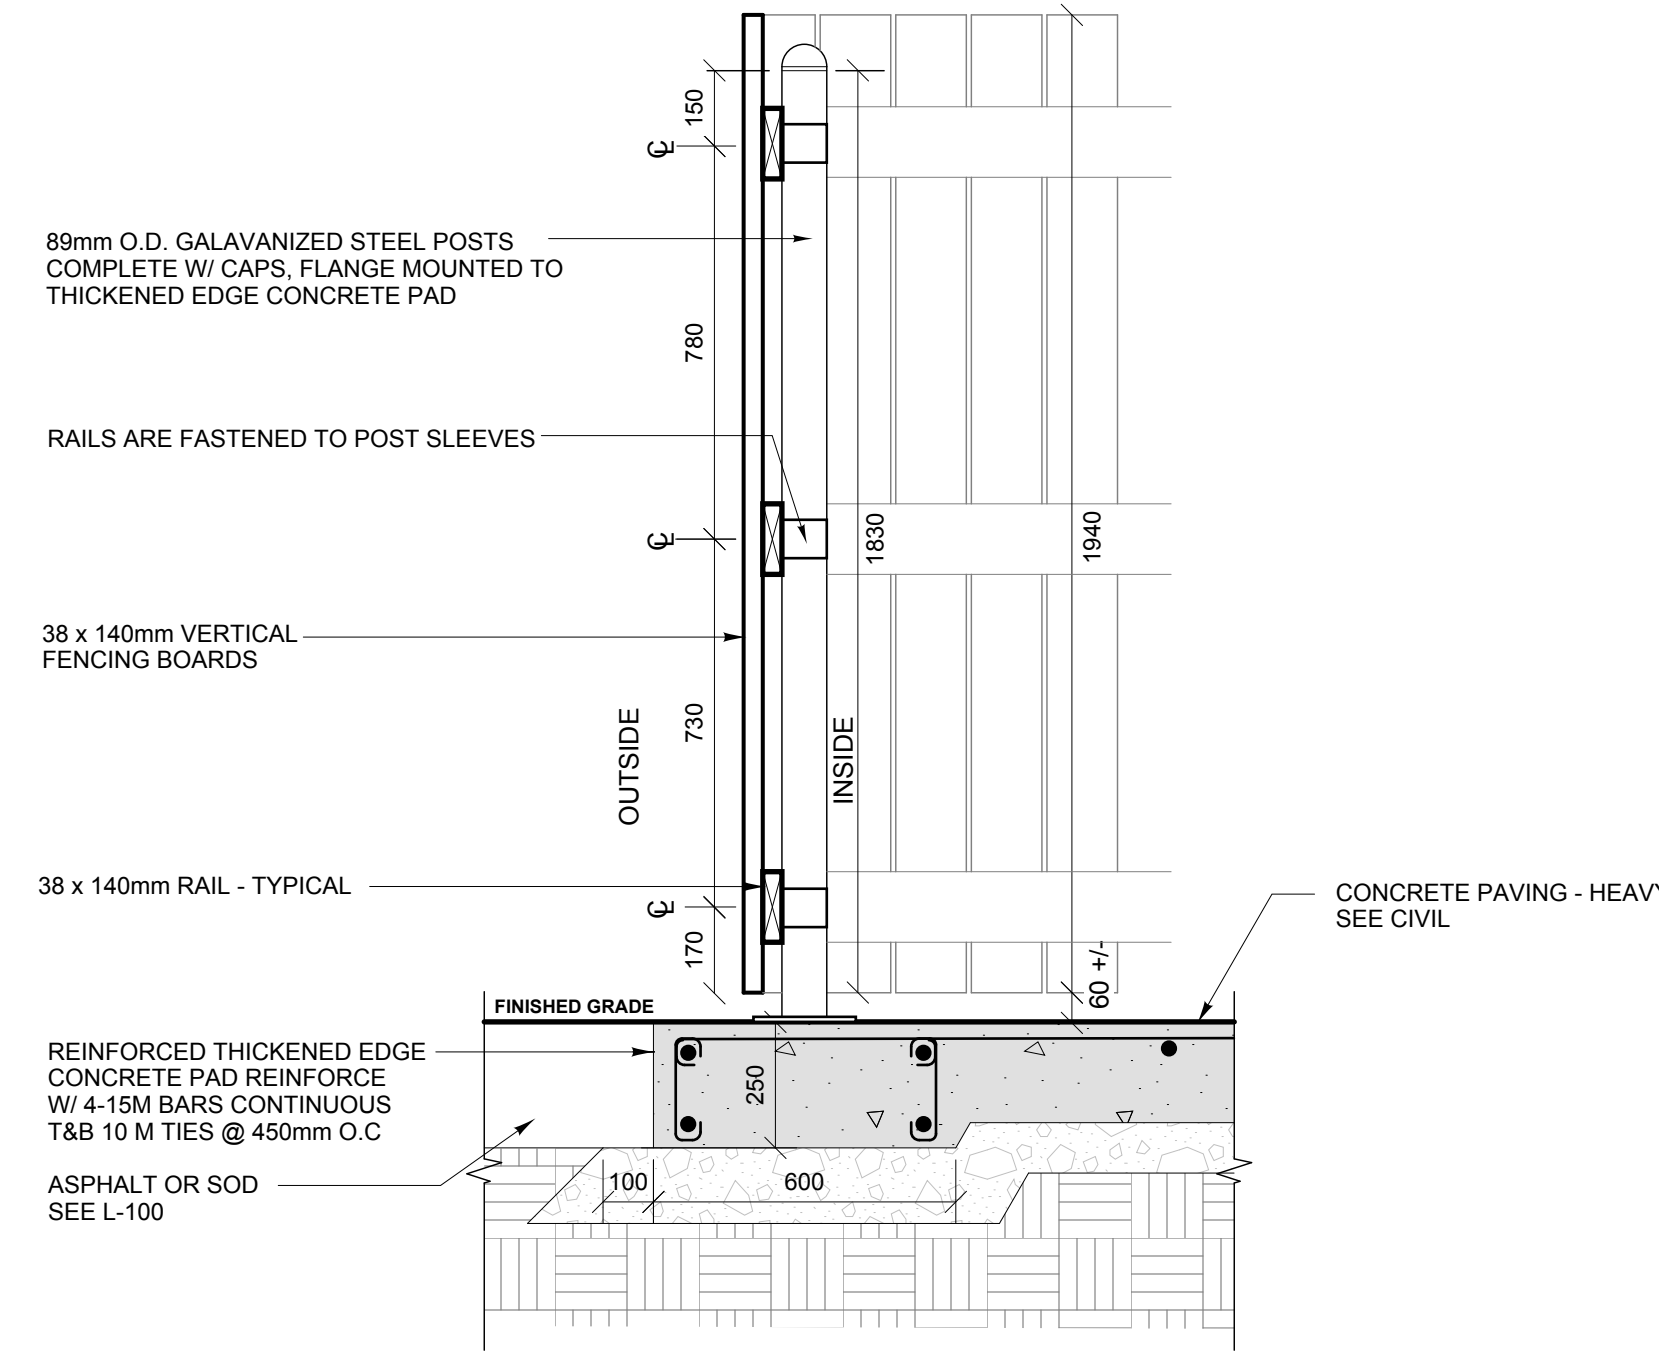 150
℄
89mm O.D. GALAVANIZED STEEL POSTS
COMPLETE W/ CAPS, FLANGE MOUNTED TO
THICKENED EDGE CONCRETE PAD
780
RAILS ARE FASTENED TO POST SLEEVES
℄
1830
1940
38 x 140mm VERTICAL
FENCING BOARDS
OUTSIDE
730
INSIDE
38 x 140mm RAIL - TYPICAL
℄
170
60 +/-
CONCRETE PAVING - HEAVY
SEE CIVIL
FINISHED GRADE
REINFORCED THICKENED EDGE
CONCRETE PAD REINFORCE
W/ 4-15M BARS CONTINUOUS
T&B 10 M TIES @ 450mm O.C
250
ASPHALT OR SOD
SEE L-100
100
600